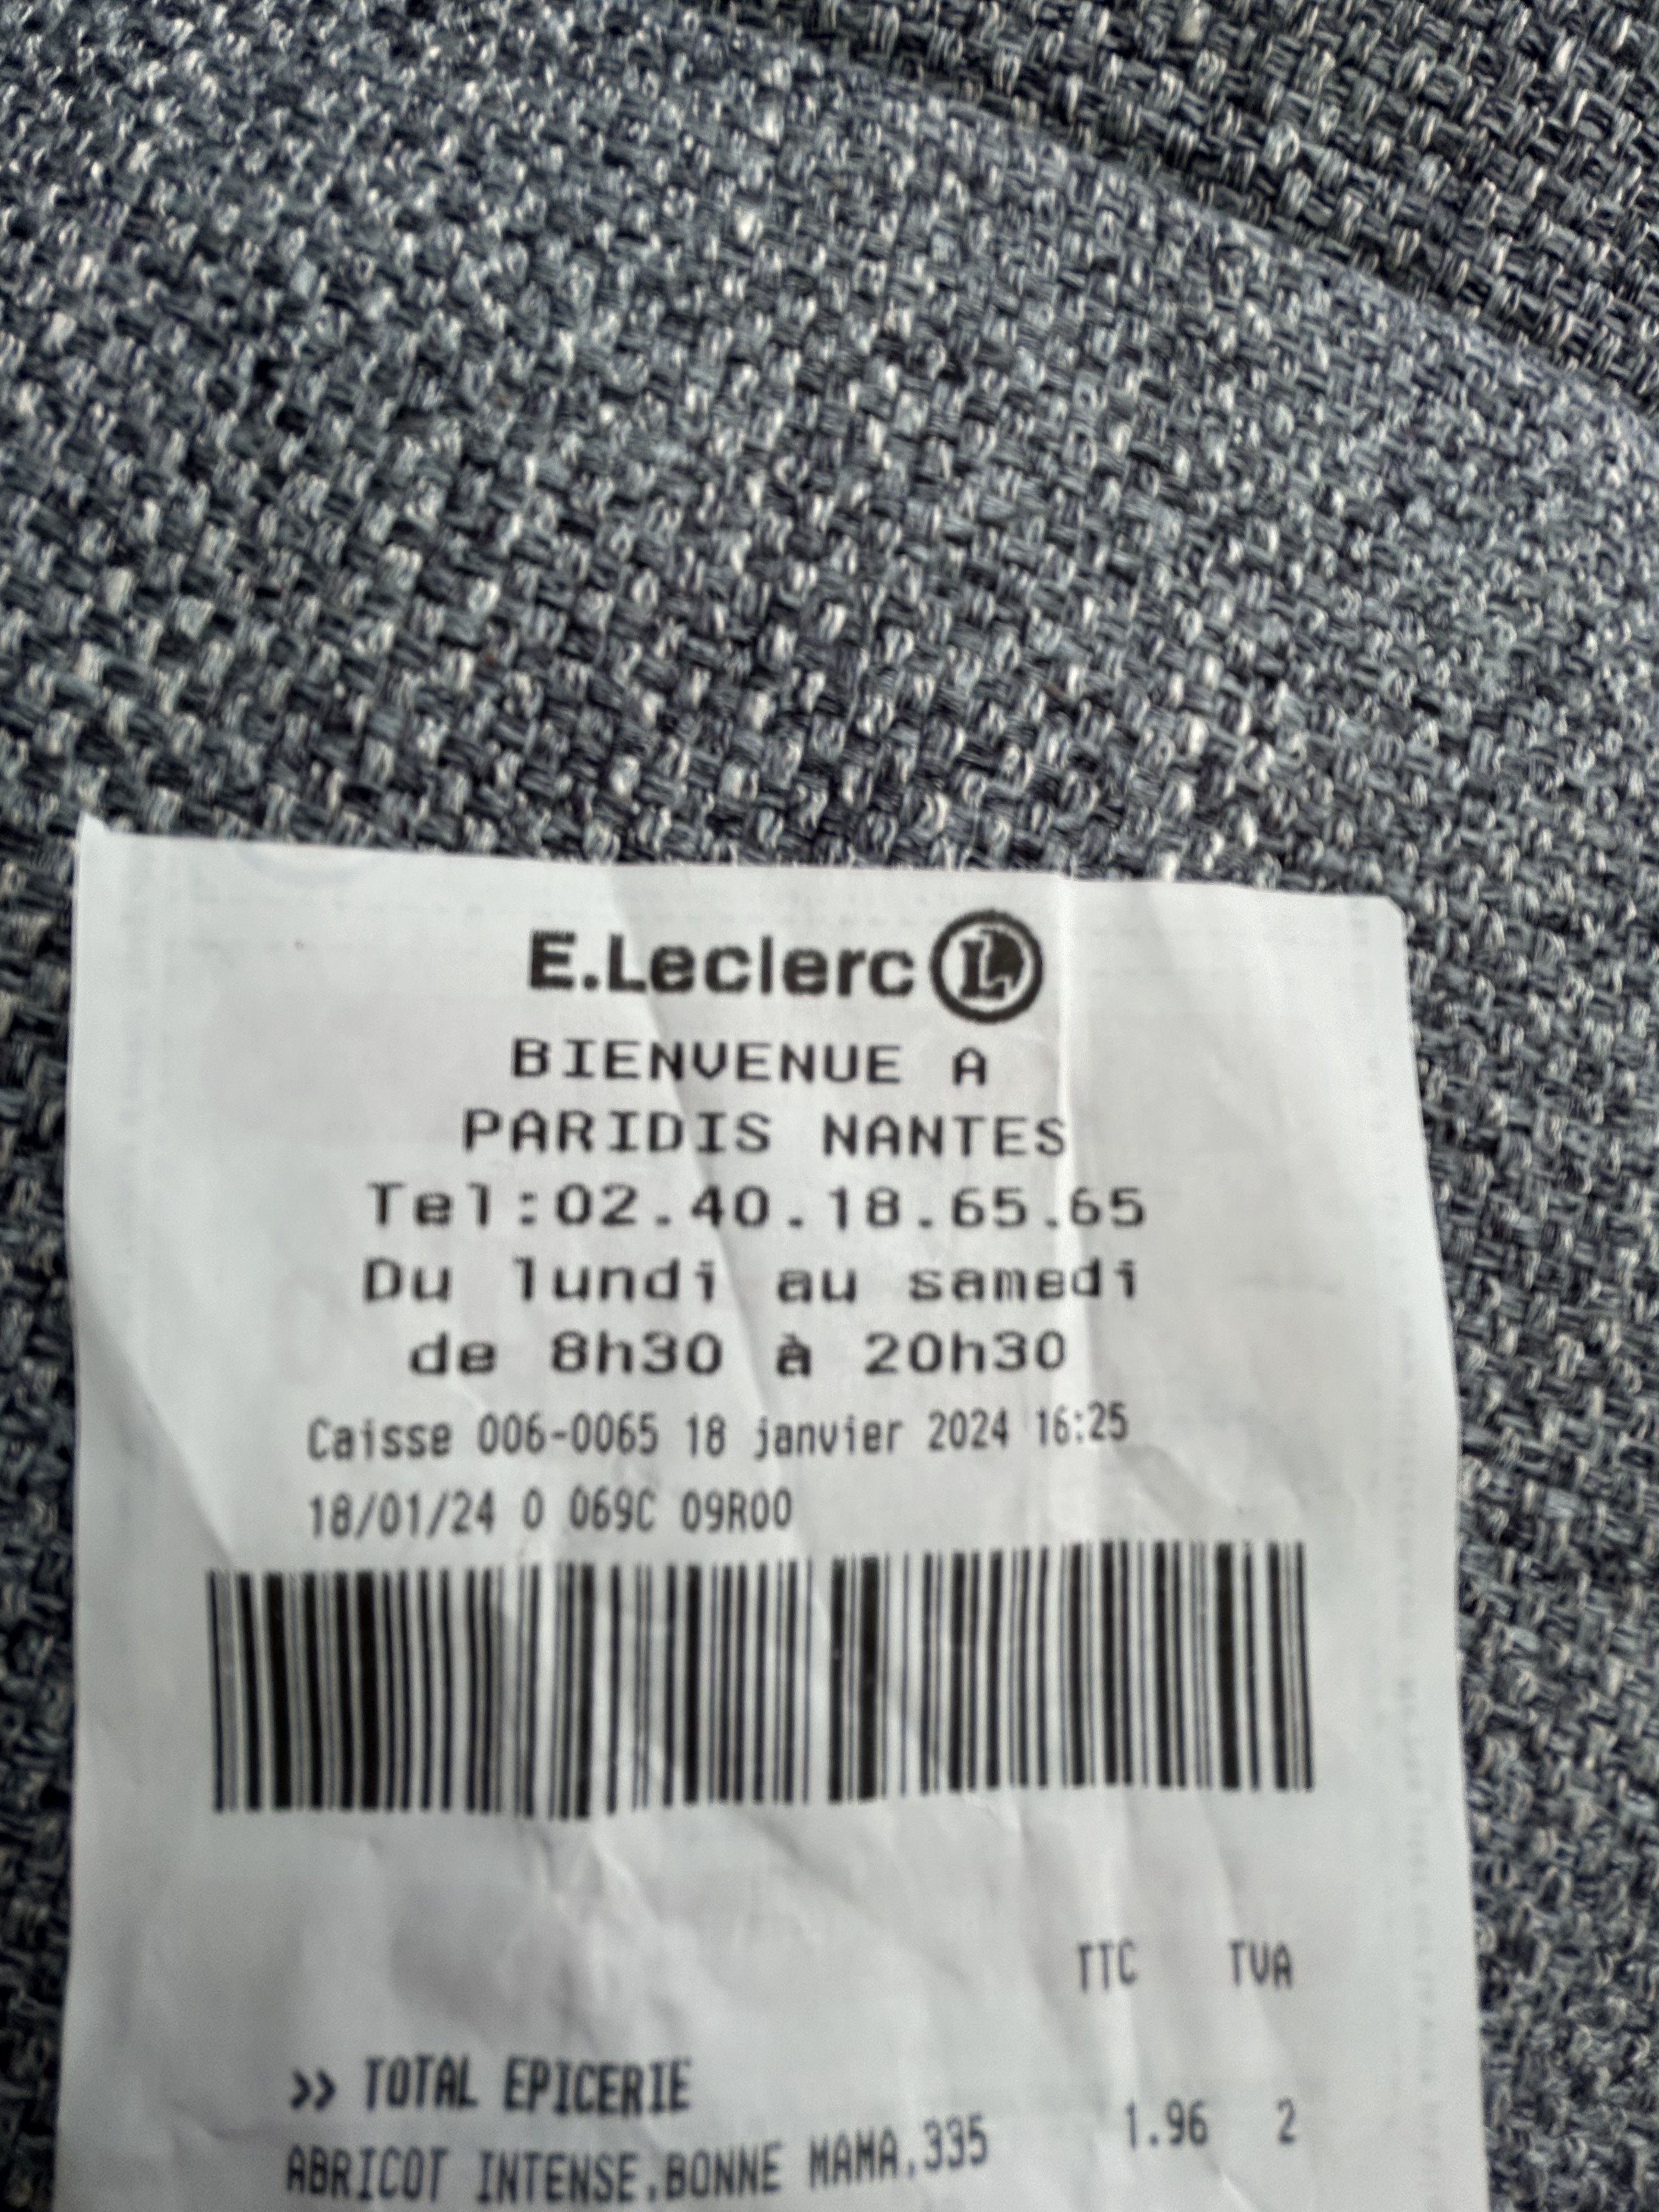 E.Leclerc L
BIENVENUE A
PARIDIS NANTES
Tel:02.40.18.65.65
Du lundi au samedi
de 8h30 à 20h30
Caisse 006-0065 18 janvier 2024 16:25
18/01/24 0 069C 09R00
TTC TVA
>> TOTAL EPICERIE
ABRICOT INTENSE,BONNE MAMA,335 1.96 2